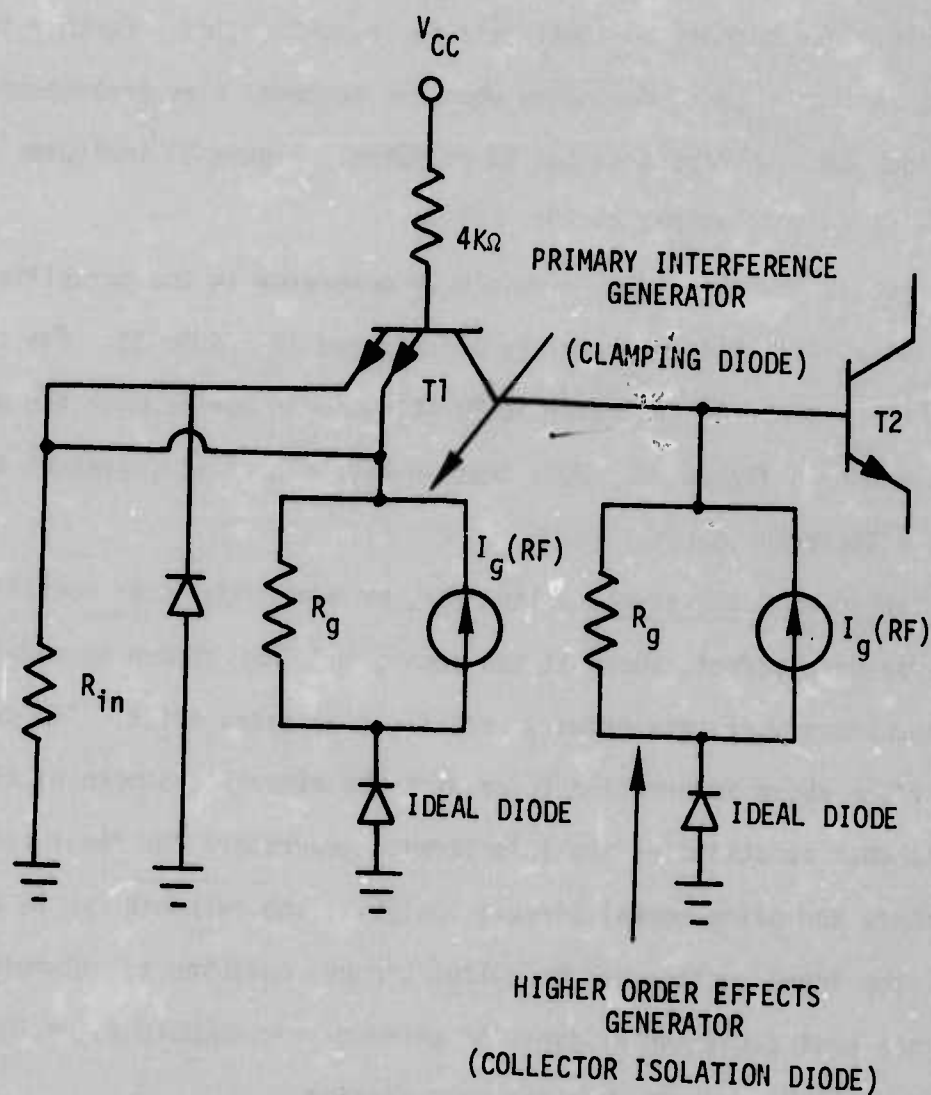 V_CC
4KΩ
PRIMARY INTERFERENCE
GENERATOR
(CLAMPING DIODE)
T1
T2
I_g(RF)
R_g
I_g(RF)
R_g
R_in
IDEAL DIODE
IDEAL DIODE
HIGHER ORDER EFFECTS
GENERATOR
(COLLECTOR ISOLATION DIODE)